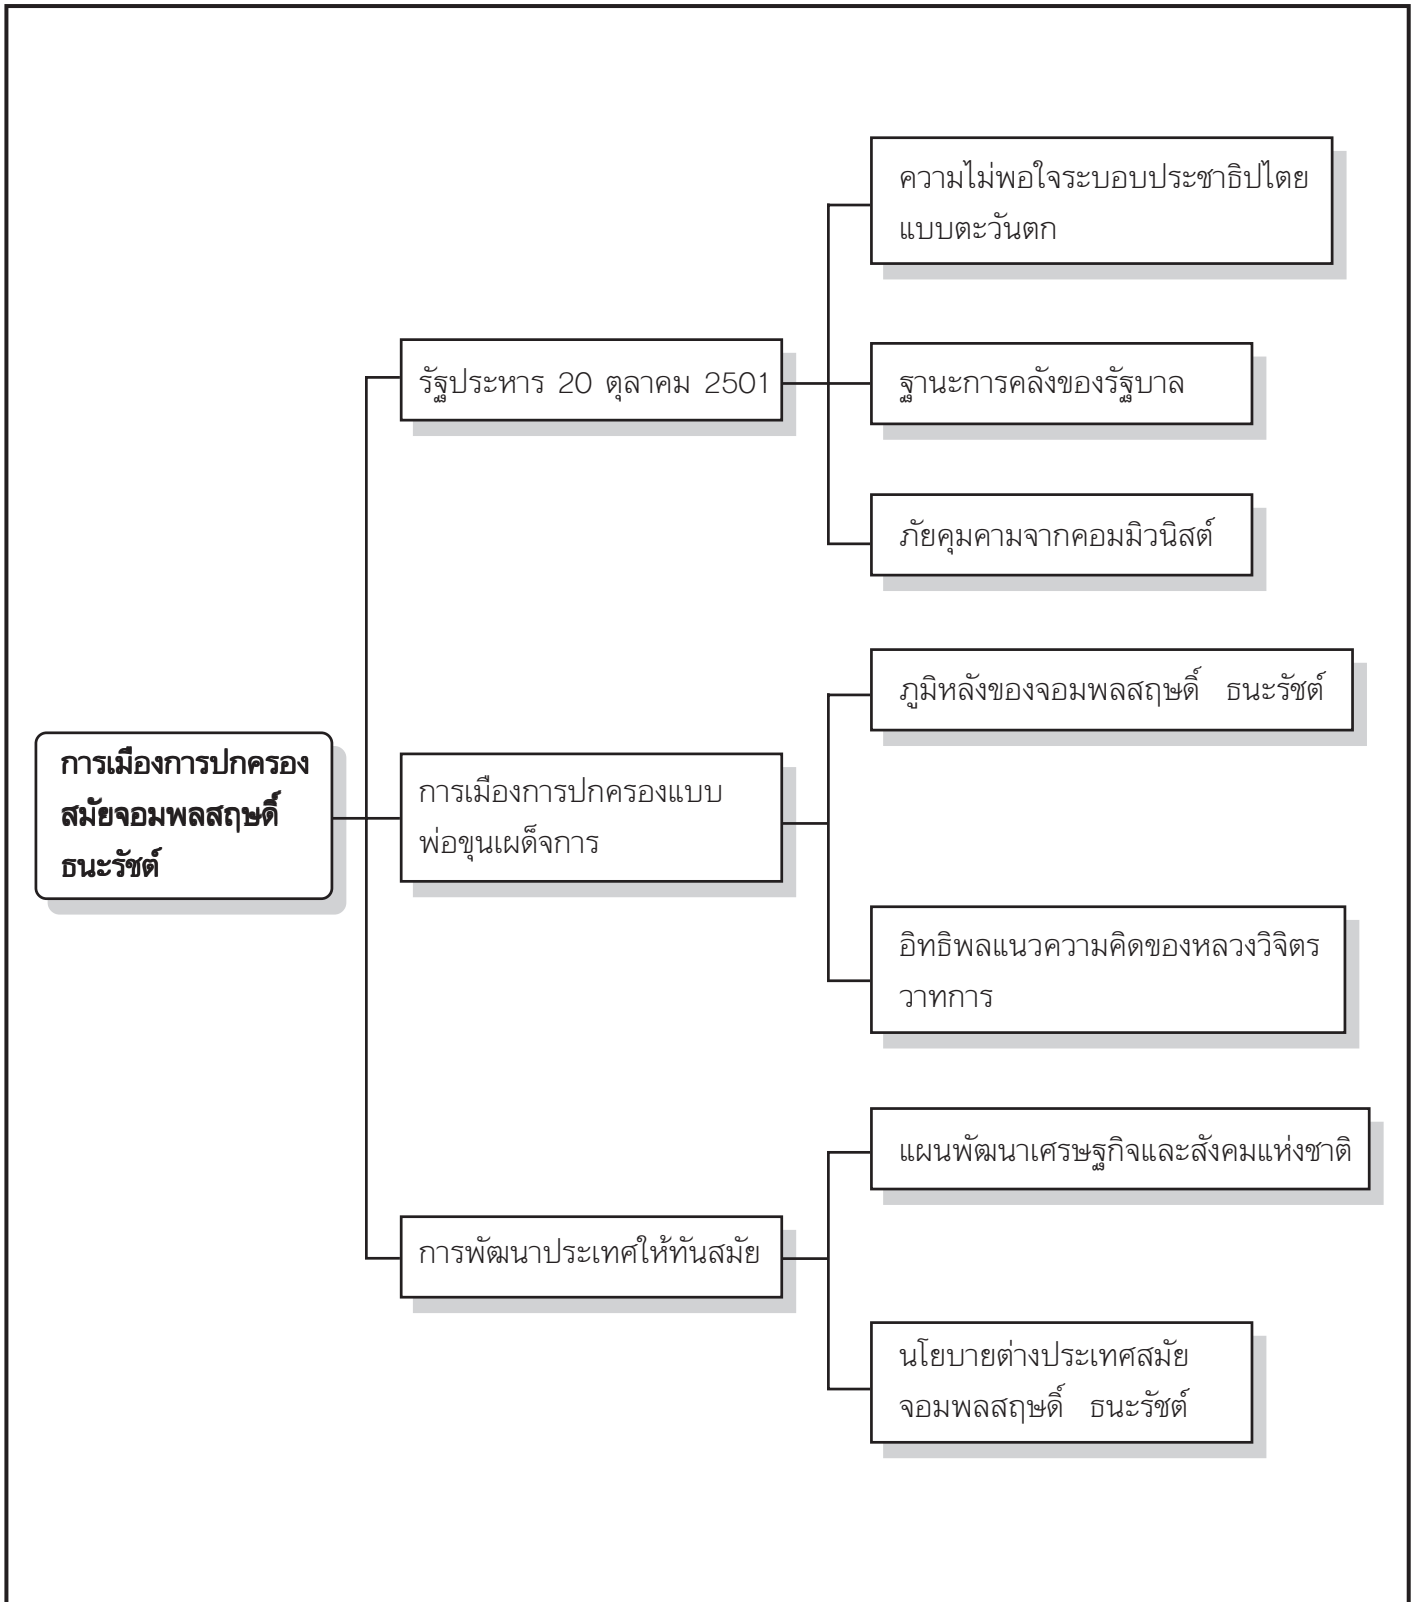 ความไม่พอใจระบอบประชาธิปไตย
แบบตะวันตก
รัฐประหาร 20 ตุลาคม 2501
ฐานะการคลังของรัฐบาล
ภัยคุมคามจากคอมมิวนิสต์
ภูมิหลังของจอมพลสฤษดิ์ ธนะรัชต์
การเมืองการปกครอง
สมัยจอมพลสฤษดิ์
ธนะรัชต์
การเมืองการปกครองแบบ
พ่อขุนเผด็จการ
อิทธิพลแนวความคิดของหลวงวิจิตร
วาทการ
แผนพัฒนาเศรษฐกิจและสังคมแห่งชาติ
การพัฒนาประเทศให้ทันสมัย
นโยบายต่างประเทศสมัย
จอมพลสฤษดิ์ ธนะรัชต์